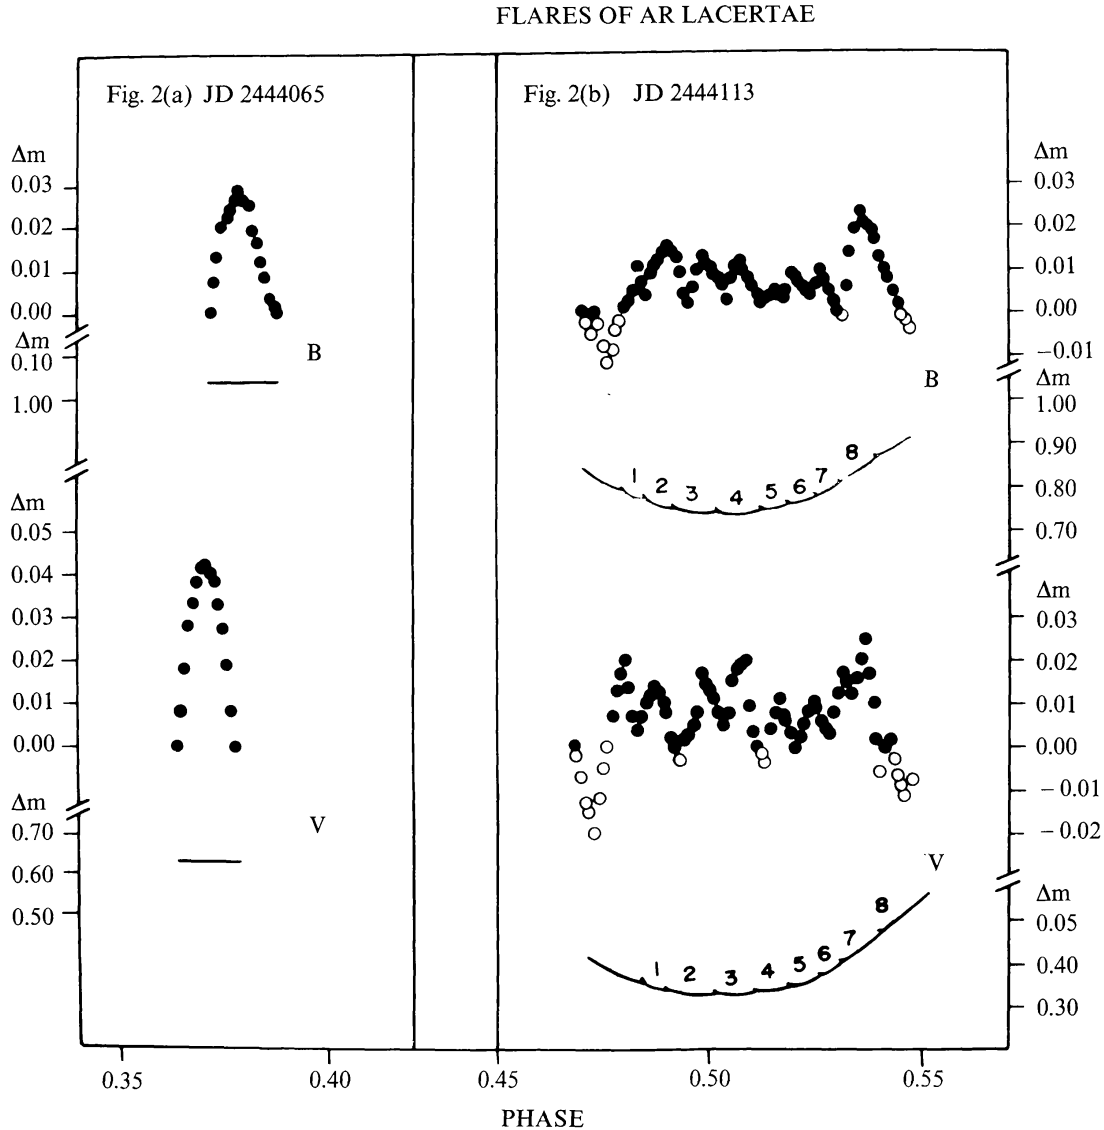 FLARES OF AR LACERTAE
Fig. 2(a) JD 2444065
Δm
0.03
0.02
0.01
0.00
Δm
0.10
1.00
B
Δm
0.05
0.04
0.03
0.02
0.01
0.00
Δm
0.70
0.60
0.50
V
Fig. 2(b) JD 2444113
Δm
0.03
0.02
0.01
0.00
−0.01
Δm
1.00
0.90
0.80
0.70
B
1 2 3 4 5 6 7 8
Δm
0.03
0.02
0.01
0.00
−0.01
−0.02
V
Δm
0.05
0.40
0.30
1 2 3 4 5 6 7 8
0.35 0.40 0.45 0.50 0.55
PHASE